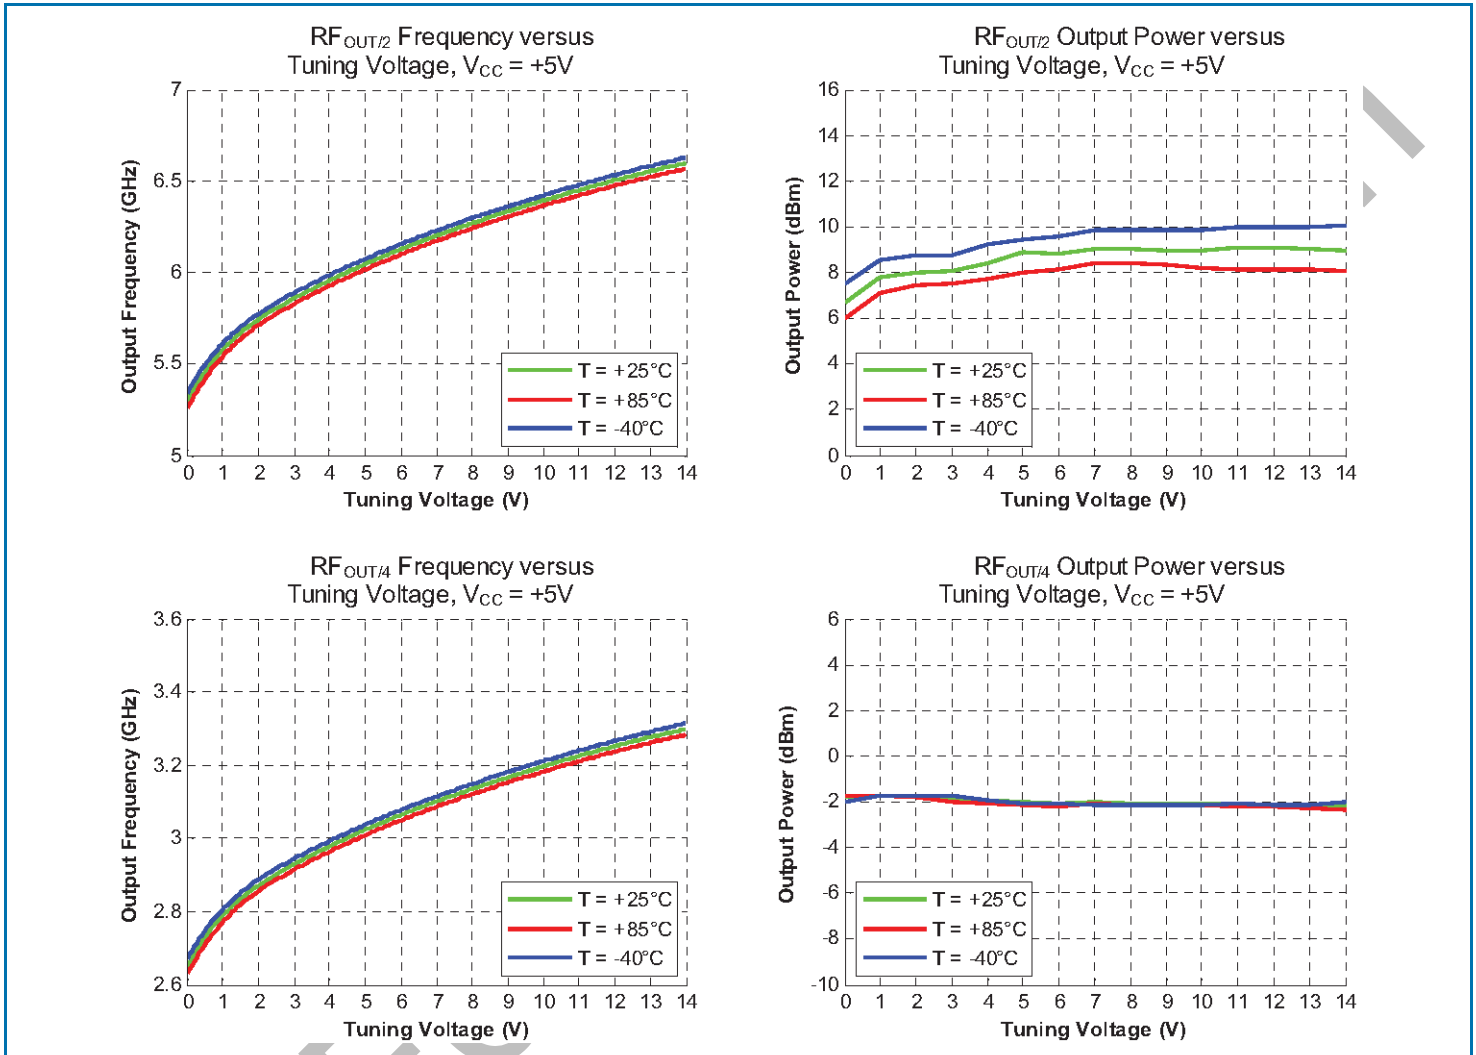 RFOUT/2 Frequency versus
Tuning Voltage, VCC = +5V
7
6.5
6
5.5
5
Output Frequency (GHz)
T = +25°C
T = +85°C
T = -40°C
0 1 2 3 4 5 6 7 8 9 10 11 12 13 14
Tuning Voltage (V)
RFOUT/2 Output Power versus
Tuning Voltage, VCC = +5V
16
14
12
10
8
6
4
2
0
Output Power (dBm)
T = +25°C
T = +85°C
T = -40°C
0 1 2 3 4 5 6 7 8 9 10 11 12 13 14
Tuning Voltage (V)
RFOUT/4 Frequency versus
Tuning Voltage, VCC = +5V
3.6
3.4
3.2
3
2.8
2.6
Output Frequency (GHz)
T = +25°C
T = +85°C
T = -40°C
0 1 2 3 4 5 6 7 8 9 10 11 12 13 14
Tuning Voltage (V)
RFOUT/4 Output Power versus
Tuning Voltage, VCC = +5V
6
4
2
0
-2
-4
-6
-8
-10
Output Power (dBm)
T = +25°C
T = +85°C
T = -40°C
0 1 2 3 4 5 6 7 8 9 10 11 12 13 14
Tuning Voltage (V)